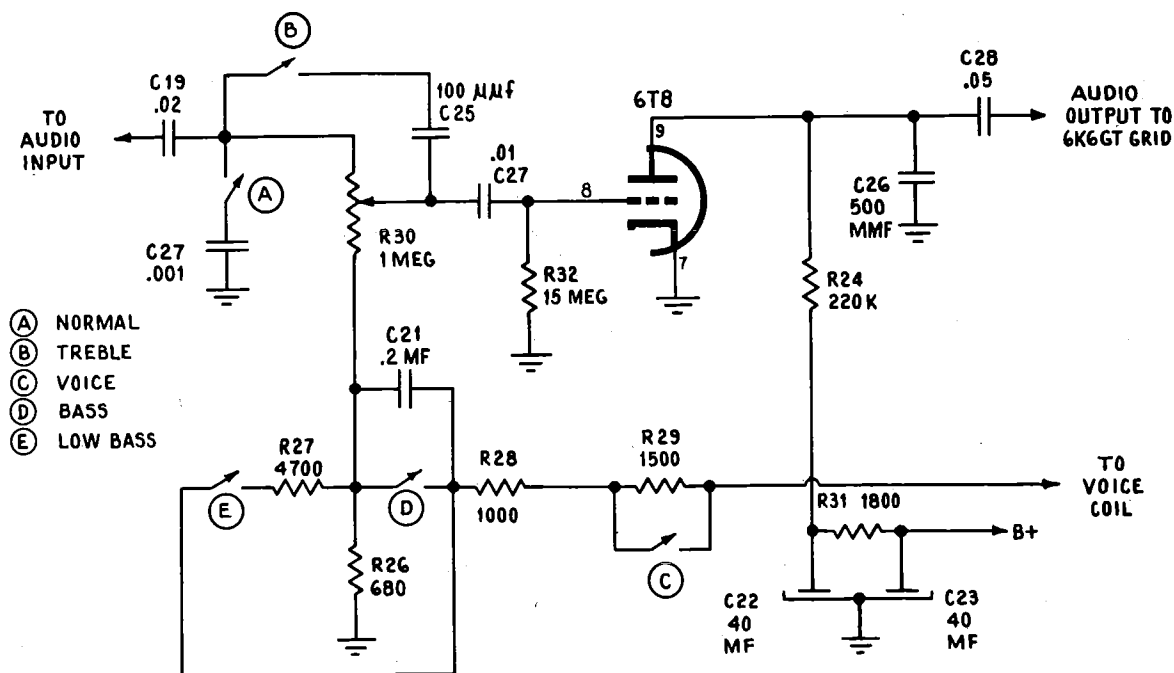 B
C19
.02
100 µµf
C25
TO
AUDIO
INPUT
A
C27
.001
R30
1 MEG
.01
C27
8
R32
15 MEG
6T8
9
7
C28
.05
AUDIO
OUTPUT TO
6K6GT GRID
C26
500
MMF
R24
220 K
A NORMAL
B TREBLE
C VOICE
D BASS
E LOW BASS
C21
.2 MF
R27
4700
E
D
R28
1000
R29
1500
C
R26
680
TO
VOICE
COIL
R31 1800
B+
C22
40
MF
C23
40
MF